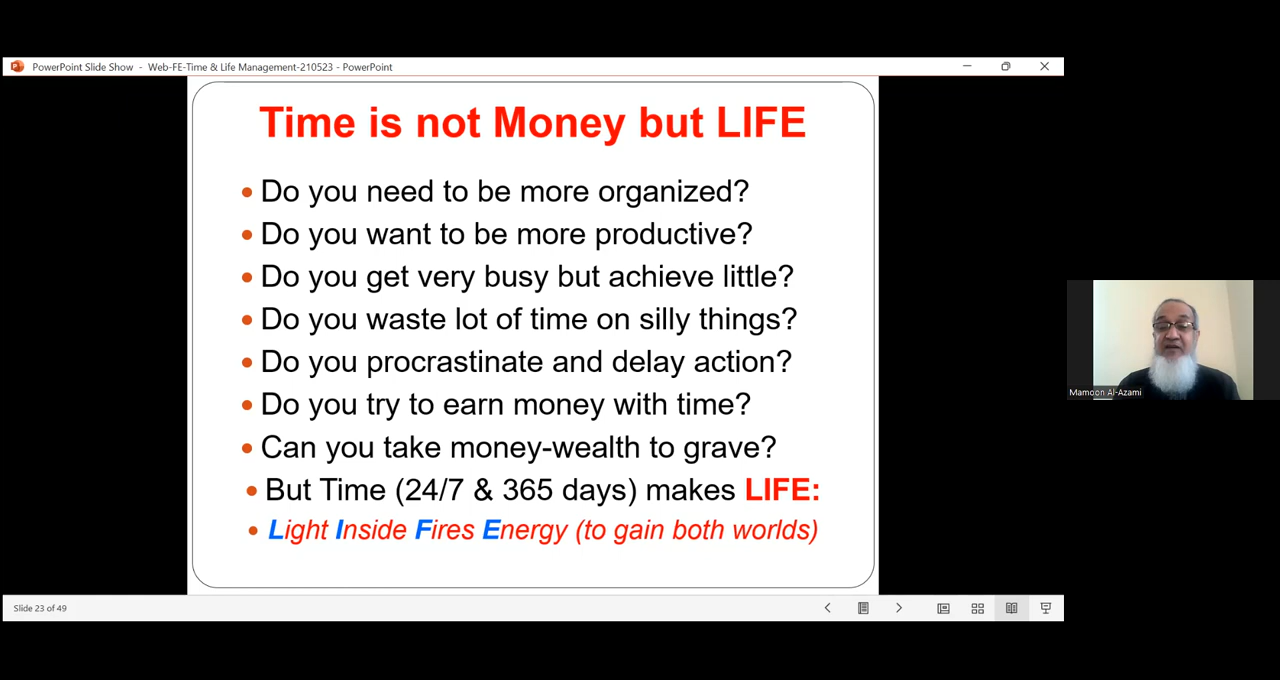 PowerPoint Slide Show - Web-FE-Time & Life Management-210523 - PowerPoint
Time is not Money but LIFE
• Do you need to be more organized?
• Do you want to be more productive?
• Do you get very busy but achieve little?
• Do you waste lot of time on silly things?
• Do you procrastinate and delay action?
• Do you try to earn money with time?
• Can you take money-wealth to grave?
• But Time (24/7 & 365 days) makes LIFE:
• Light Inside Fires Energy (to gain both worlds)
Mamoon Al-Azami
Slide 23 of 49